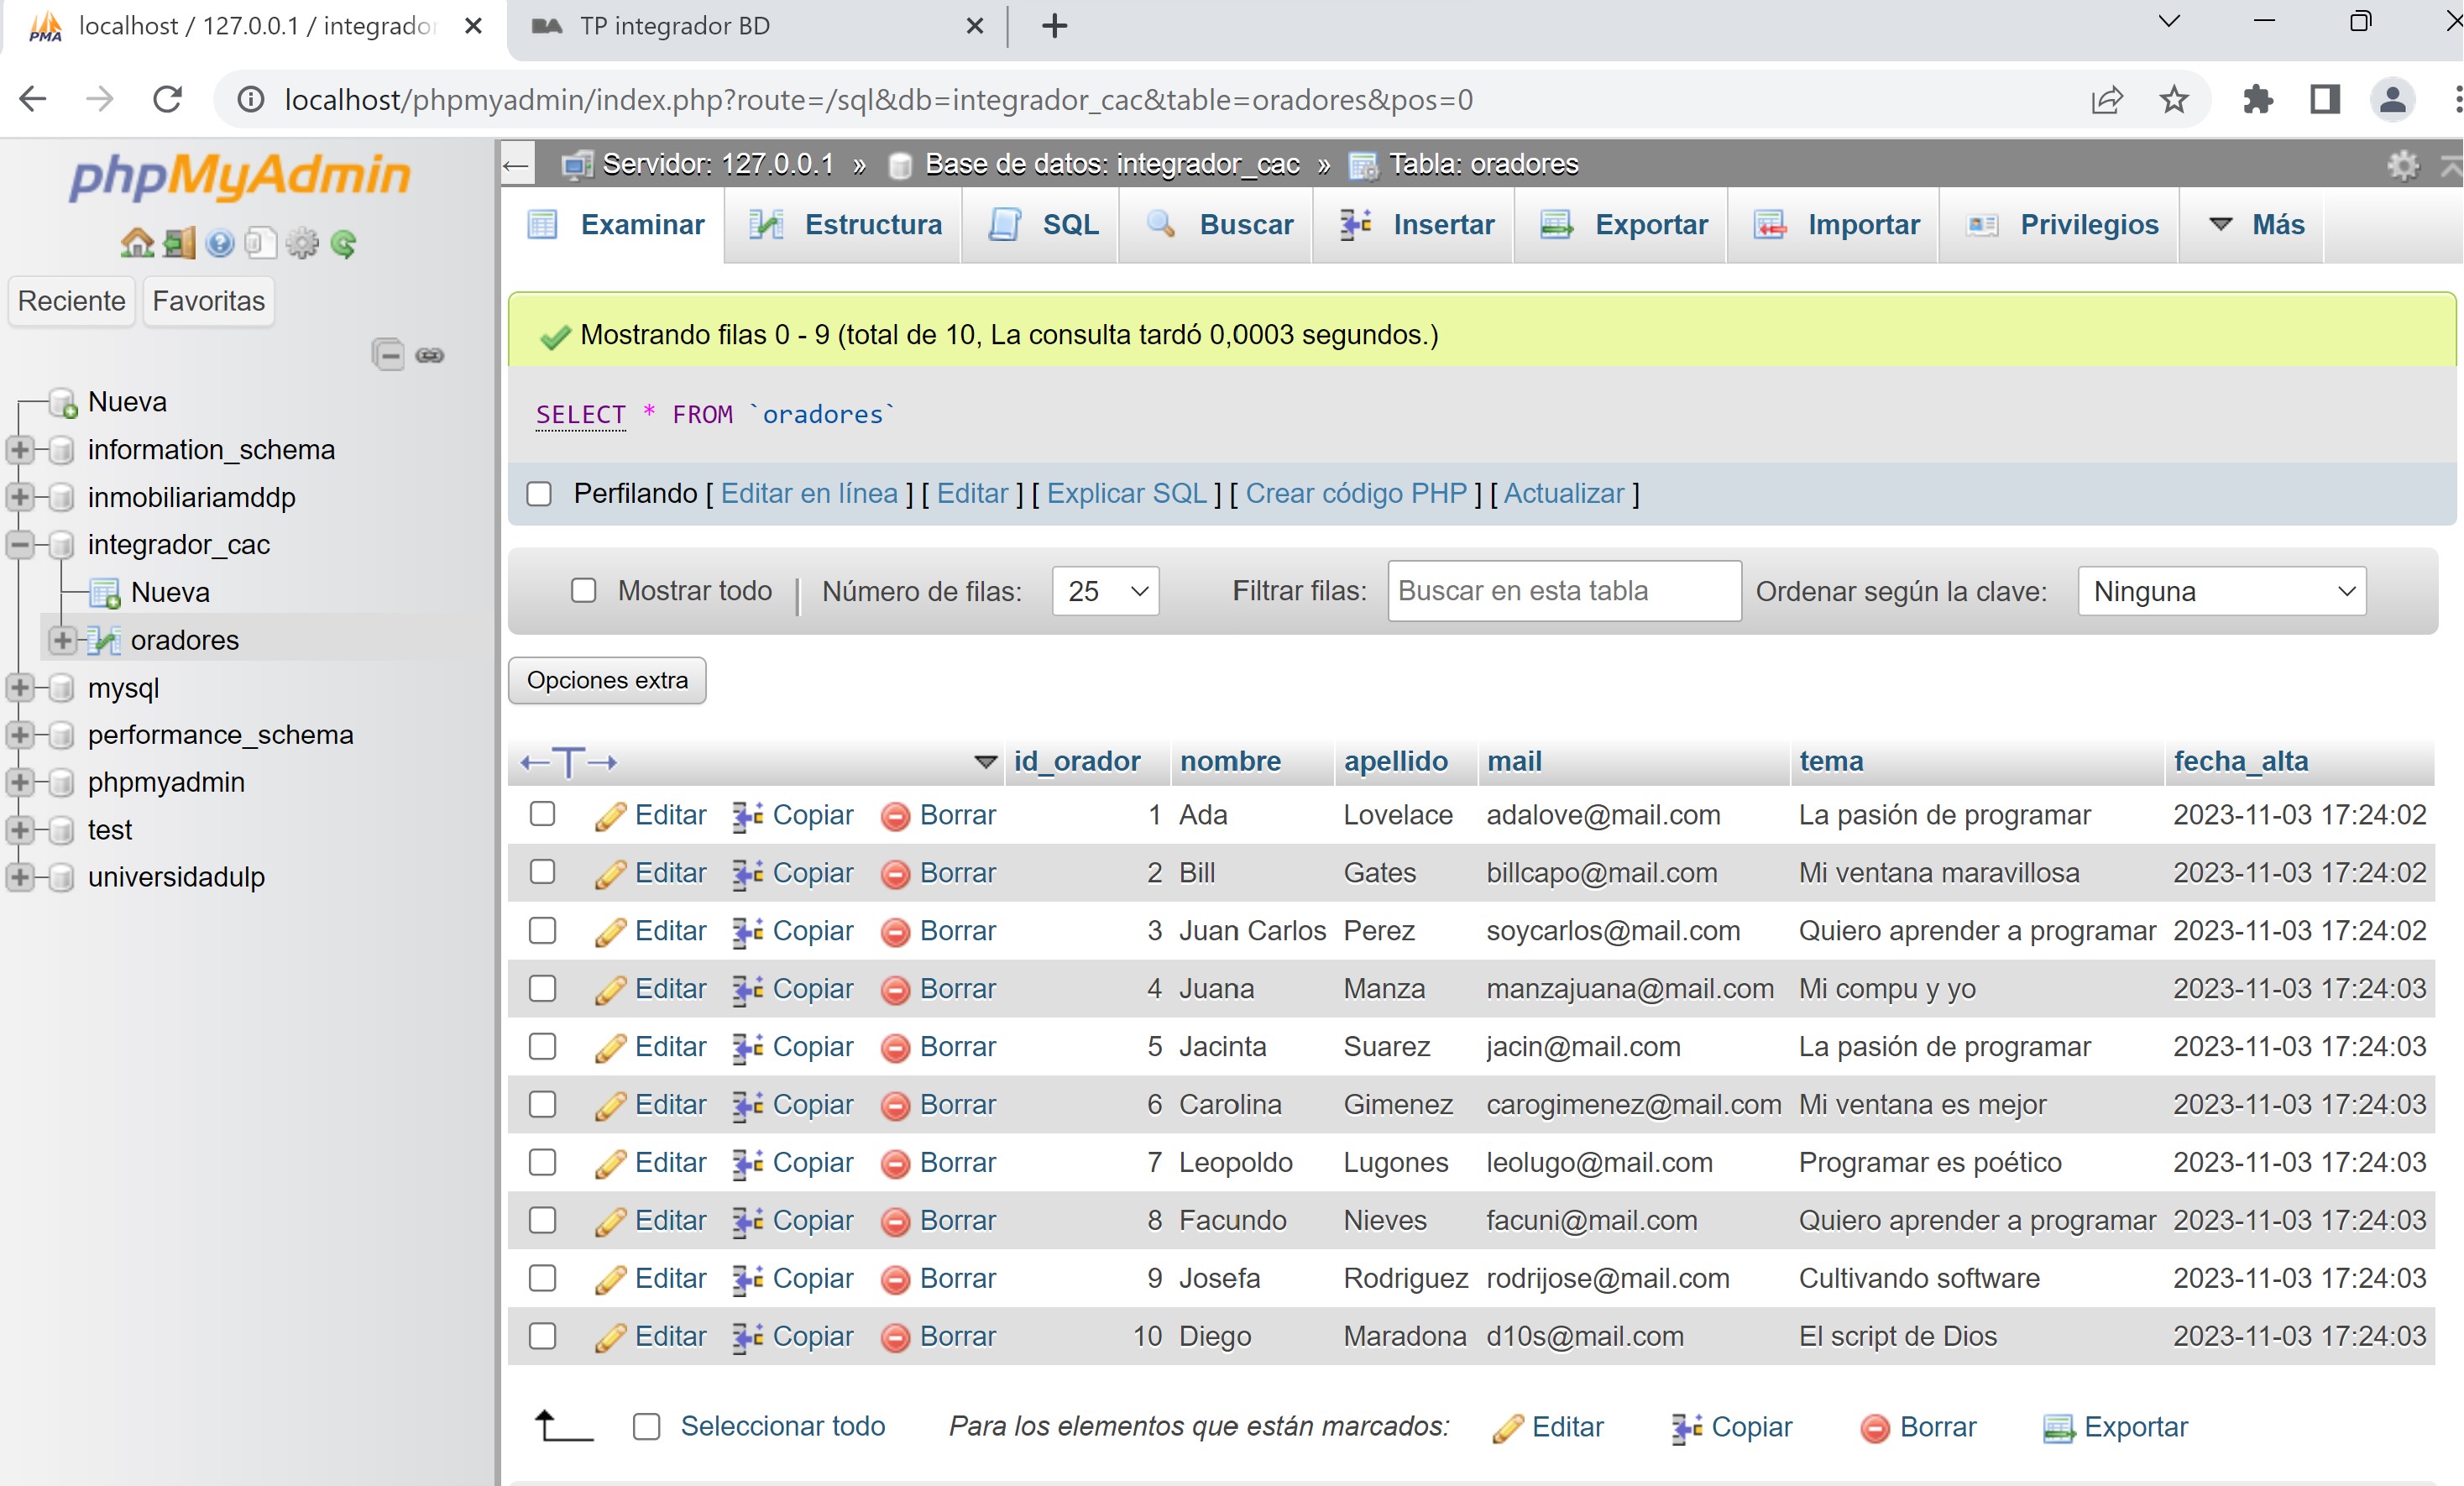 localhost / 127.0.0.1 / integrador
TP integrador BD
localhost/phpmyadmin/index.php?route=/sql&db=integrador_cac&table=oradores&pos=0
phpMyAdmin
Reciente Favoritas
Nueva
information_schema
inmobiliariamddp
integrador_cac
Nueva
oradores
mysql
performance_schema
phpmyadmin
test
universidadulp
Servidor: 127.0.0.1 » Base de datos: integrador_cac » Tabla: oradores
Examinar Estructura SQL Buscar Insertar Exportar Importar Privilegios Más
Mostrando filas 0 - 9 (total de 10, La consulta tardó 0,0003 segundos.)
SELECT * FROM `oradores`
Perfilando [ Editar en línea ] [ Editar ] [ Explicar SQL ] [ Crear código PHP ] [ Actualizar ]
Mostrar todo | Número de filas: 25 Filtrar filas: Buscar en esta tabla Ordenar según la clave: Ninguna
Opciones extra
←T→ id_orador nombre apellido mail tema fecha_alta
Editar Copiar Borrar 1 Ada Lovelace adalove@mail.com La pasión de programar 2023-11-03 17:24:02
Editar Copiar Borrar 2 Bill Gates billcapo@mail.com Mi ventana maravillosa 2023-11-03 17:24:02
Editar Copiar Borrar 3 Juan Carlos Perez soycarlos@mail.com Quiero aprender a programar 2023-11-03 17:24:02
Editar Copiar Borrar 4 Juana Manza manzajuana@mail.com Mi compu y yo 2023-11-03 17:24:03
Editar Copiar Borrar 5 Jacinta Suarez jacin@mail.com La pasión de programar 2023-11-03 17:24:03
Editar Copiar Borrar 6 Carolina Gimenez carogimenez@mail.com Mi ventana es mejor 2023-11-03 17:24:03
Editar Copiar Borrar 7 Leopoldo Lugones leolugo@mail.com Programar es poético 2023-11-03 17:24:03
Editar Copiar Borrar 8 Facundo Nieves facuni@mail.com Quiero aprender a programar 2023-11-03 17:24:03
Editar Copiar Borrar 9 Josefa Rodriguez rodrijose@mail.com Cultivando software 2023-11-03 17:24:03
Editar Copiar Borrar 10 Diego Maradona d10s@mail.com El script de Dios 2023-11-03 17:24:03
Seleccionar todo Para los elementos que están marcados: Editar Copiar Borrar Exportar